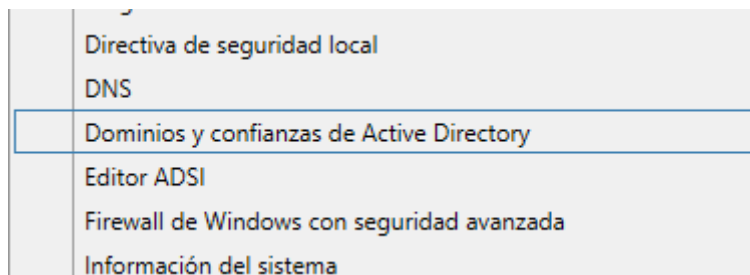 Directiva de seguridad local
DNS
Dominios y confianzas de Active Directory
Editor ADSI
Firewall de Windows con seguridad avanzada
Información del sistema